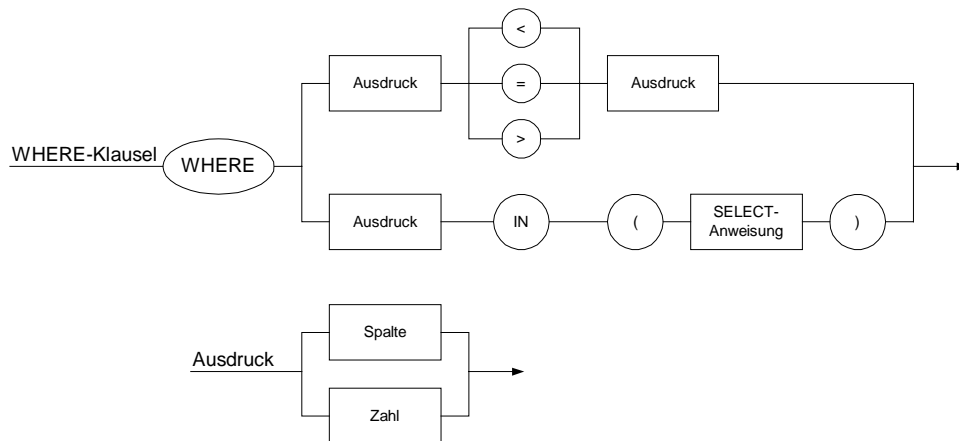 <
Ausdruck
=
Ausdruck
>
WHERE-Klausel
WHERE
Ausdruck
IN
(
SELECT-
Anweisung
)
Spalte
Ausdruck
Zahl